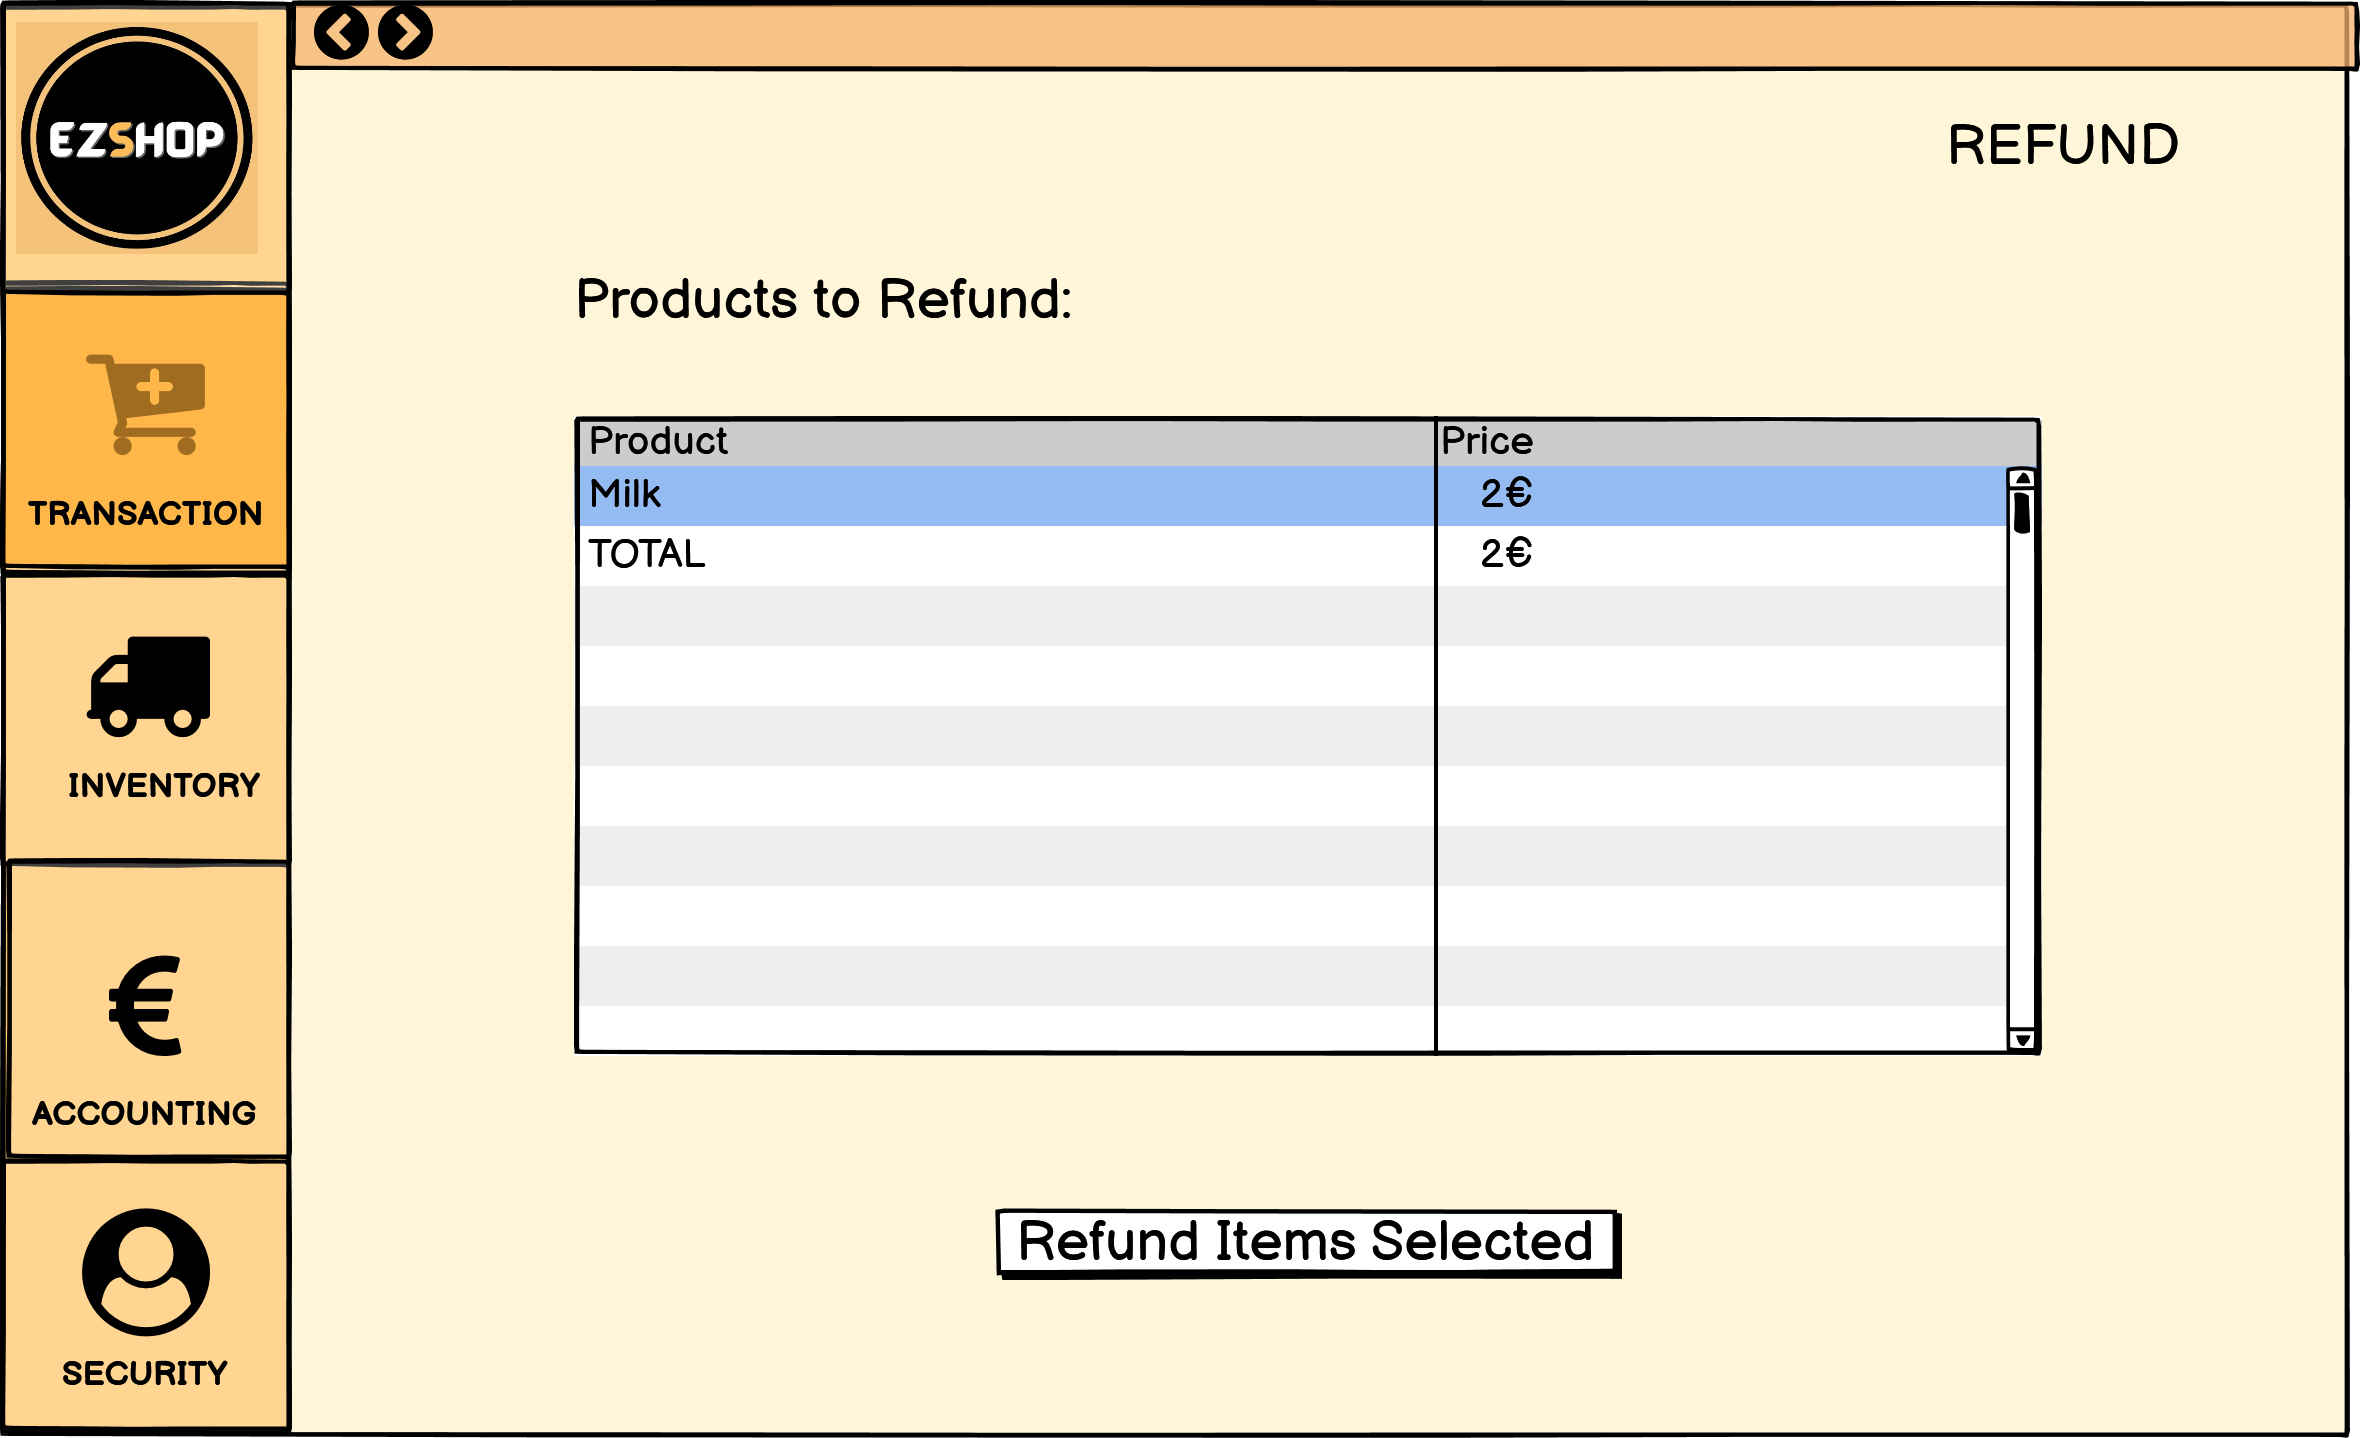 EZSHOP
REFUND
Products to Refund:
Product Price
Milk 2€
TOTAL 2€
TRANSACTION
INVENTORY
€
ACCOUNTING
SECURITY
Refund Items Selected